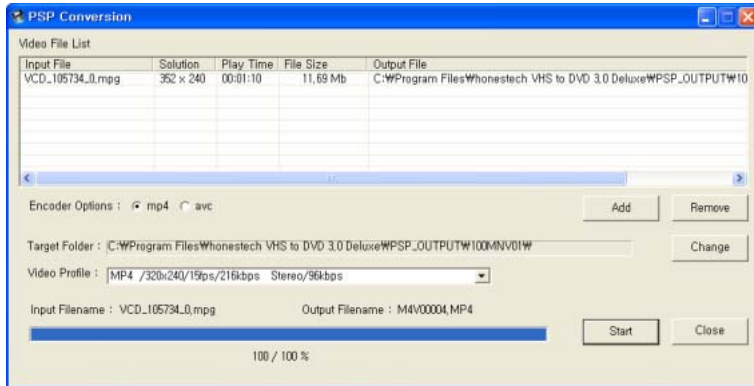 PSP Conversion
Video File List
Input File Solution Play Time File Size Output File
VCD_105734_0,mpg 352 x 240 00:01:10 11,69 Mb C:₩Program Files₩honestech VHS to DVD 3,0 Deluxe₩PSP_OUTPUT₩10
Encoder Options : mp4 avc
Add Remove
Target Folder : C:₩Program Files₩honestech VHS to DVD 3,0 Deluxe₩PSP_OUTPUT₩100MNV01₩
Change
Video Profile : MP4 /320x240/15fps/216kbps Stereo/96kbps
Input Filename : VCD_105734_0,mpg Output Filename : M4V00004,MP4
Start Close
100 / 100 %